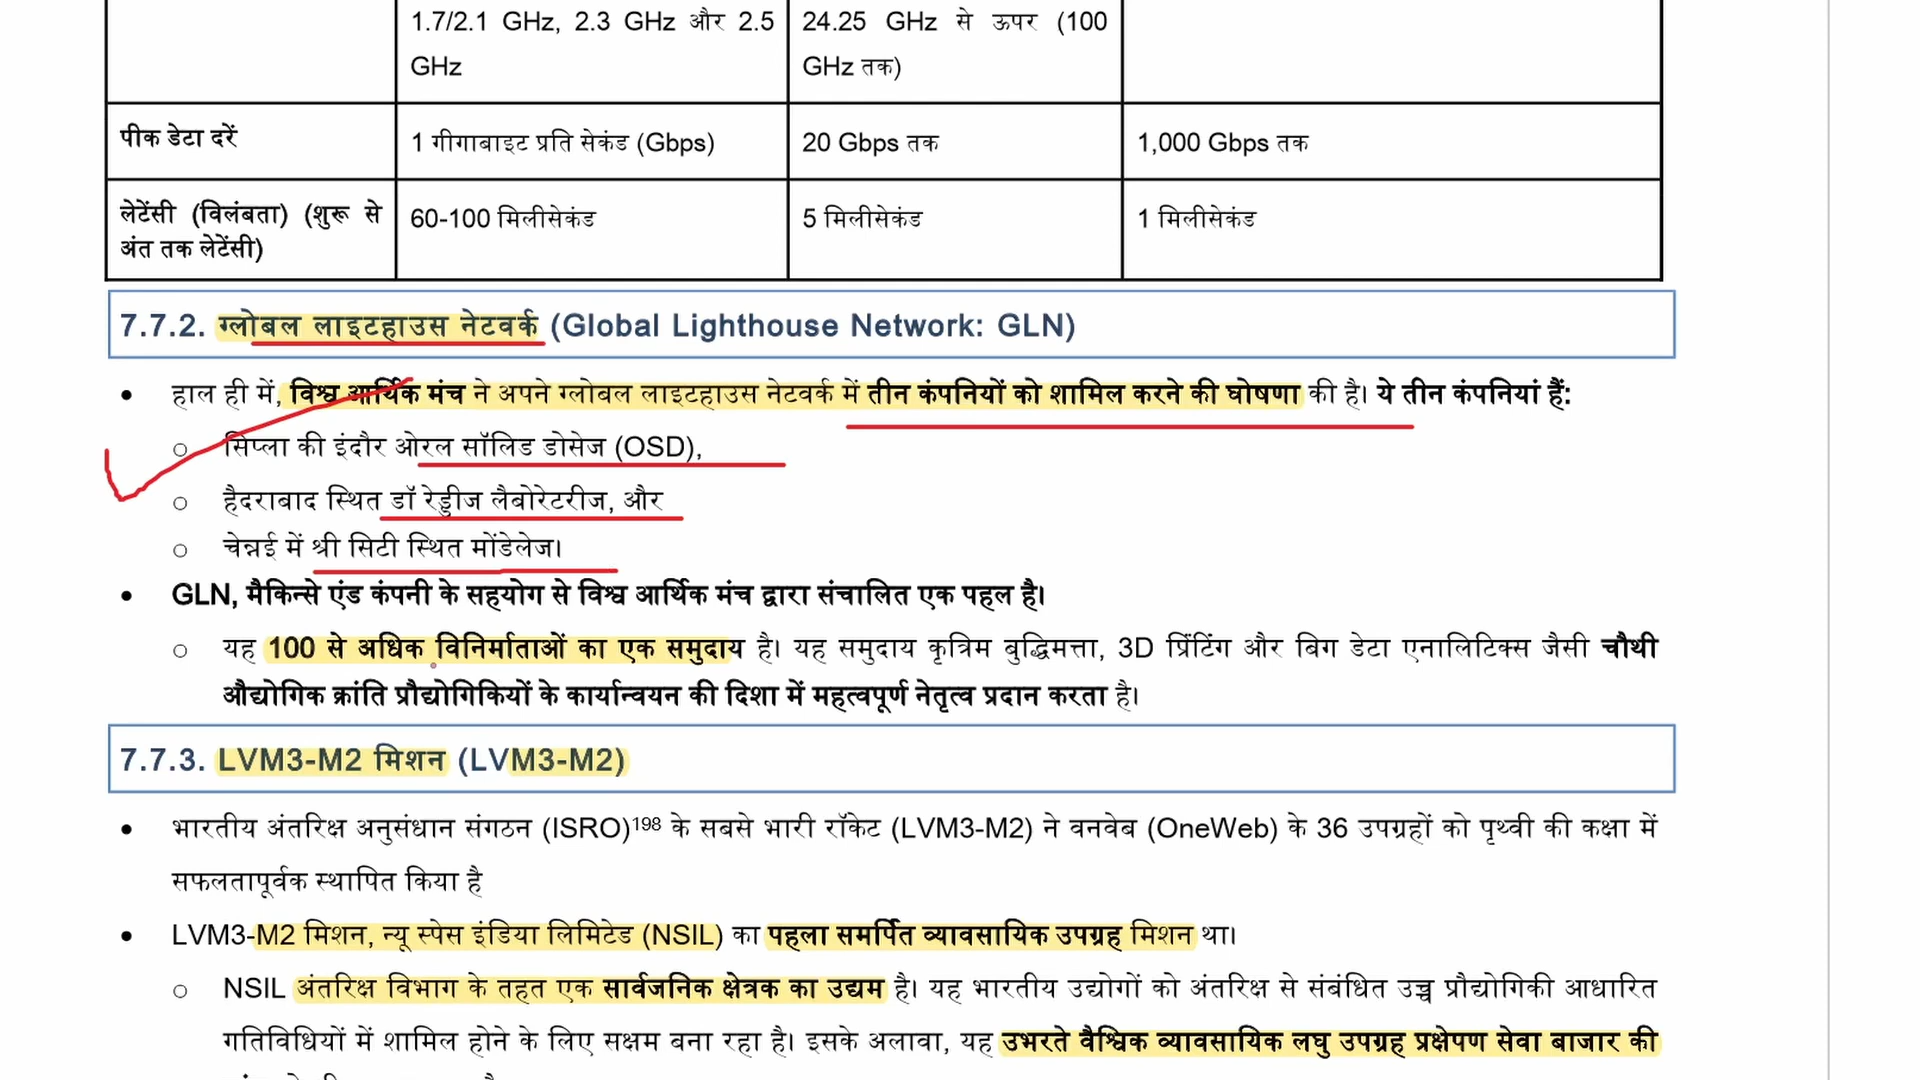 1.7/2.1 GHz, 2.3 GHz और 2.5 GHz
24.25 GHz से ऊपर (100 GHz तक)
पीक डेटा दरें
1 गीगाबाइट प्रति सेकंड (Gbps)
20 Gbps तक
1,000 Gbps तक
लेटेंसी (विलंबता) (शुरू से अंत तक लेटेंसी)
60-100 मिलीसेकंड
5 मिलीसेकंड
1 मिलीसेकंड
7.7.2. ग्लोबल लाइटहाउस नेटवर्क (Global Lighthouse Network: GLN)
• हाल ही में, विश्व आर्थिक मंच ने अपने ग्लोबल लाइटहाउस नेटवर्क में तीन कंपनियों को शामिल करने की घोषणा की है। ये तीन कंपनियां हैं:
○ सिप्ला की इंदौर ओरल सॉलिड डोसेज (OSD),
○ हैदराबाद स्थित डॉ रेड्डीज लैबोरेटरीज, और
○ चेन्नई में श्री सिटी स्थित मोंडेलेज।
• GLN, मैकिन्से एंड कंपनी के सहयोग से विश्व आर्थिक मंच द्वारा संचालित एक पहल है।
○ यह 100 से अधिक विनिर्माताओं का एक समुदाय है। यह समुदाय कृत्रिम बुद्धिमत्ता, 3D प्रिंटिंग और बिग डेटा एनालिटिक्स जैसी चौथी
औद्योगिक क्रांति प्रौद्योगिकियों के कार्यान्वयन की दिशा में महत्वपूर्ण नेतृत्व प्रदान करता है।
7.7.3. LVM3-M2 मिशन (LVM3-M2)
• भारतीय अंतरिक्ष अनुसंधान संगठन (ISRO)¹⁹⁸ के सबसे भारी रॉकेट (LVM3-M2) ने वनवेब (OneWeb) के 36 उपग्रहों को पृथ्वी की कक्षा में
सफलतापूर्वक स्थापित किया है
• LVM3-M2 मिशन, न्यू स्पेस इंडिया लिमिटेड (NSIL) का पहला समर्पित व्यावसायिक उपग्रह मिशन था।
○ NSIL अंतरिक्ष विभाग के तहत एक सार्वजनिक क्षेत्रक का उद्यम है। यह भारतीय उद्योगों को अंतरिक्ष से संबंधित उच्च प्रौद्योगिकी आधारित
गतिविधियों में शामिल होने के लिए सक्षम बना रहा है। इसके अलावा, यह उभरते वैश्विक व्यावसायिक लघु उपग्रह प्रक्षेपण सेवा बाजार की